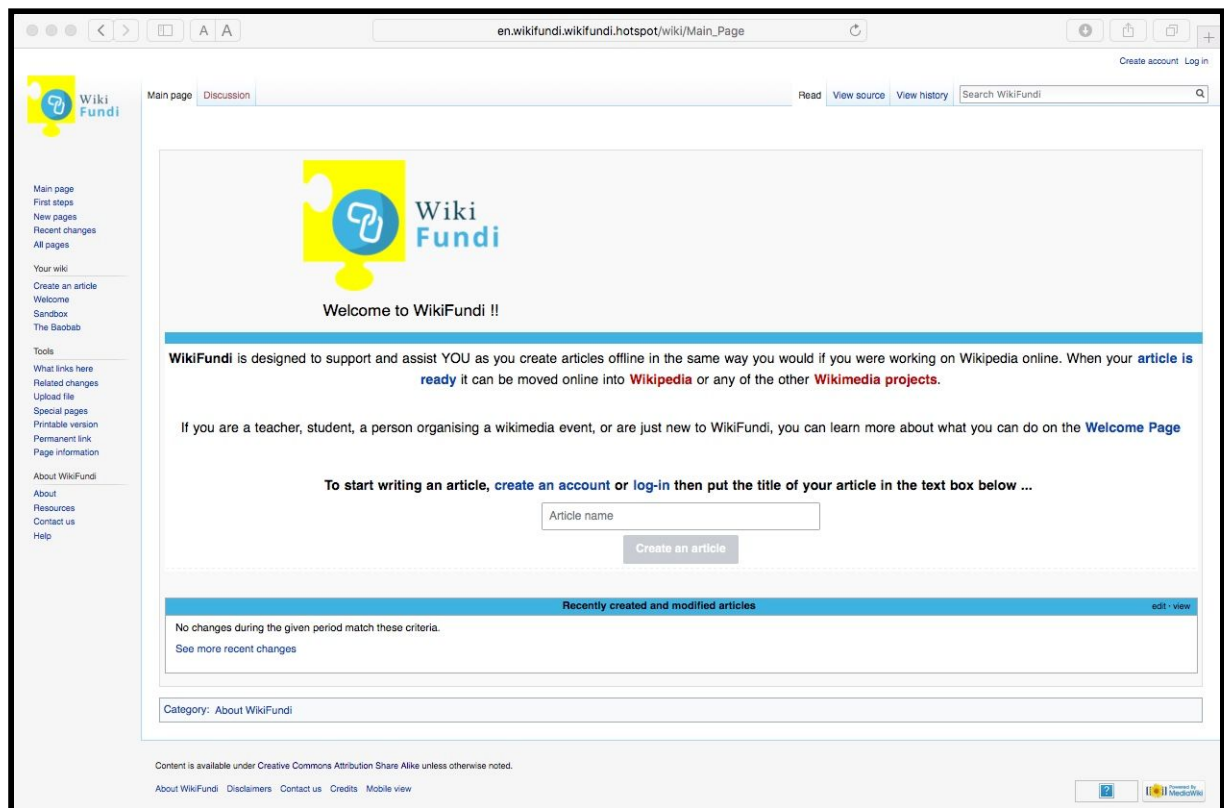 A A
en.wikifundi.wikifundi.hotspot/wiki/Main_Page
Create account Log in
Wiki
Fundi
Main page Discussion
Read View source View history Search WikiFundi
Main page
First steps
New pages
Recent changes
All pages
Your wiki
Create an article
Welcome
Sandbox
The Baobab
Tools
What links here
Related changes
Upload file
Special pages
Printable version
Permanent link
Page information
About WikiFundi
About
Resources
Contact us
Help
Wiki
Fundi
Welcome to WikiFundi !!
WikiFundi is designed to support and assist YOU as you create articles offline in the same way you would if you were working on Wikipedia online. When your article is
ready it can be moved online into Wikipedia or any of the other Wikimedia projects.
If you are a teacher, student, a person organising a wikimedia event, or are just new to WikiFundi, you can learn more about what you can do on the Welcome Page
To start writing an article, create an account or log-in then put the title of your article in the text box below ...
Article name
Create an article
Recently created and modified articles
edit · view
No changes during the given period match these criteria.
See more recent changes
Category: About WikiFundi
Content is available under Creative Commons Attribution Share Alike unless otherwise noted.
About WikiFundi Disclaimers Contact us Credits Mobile view
?
Powered By
MediaWiki